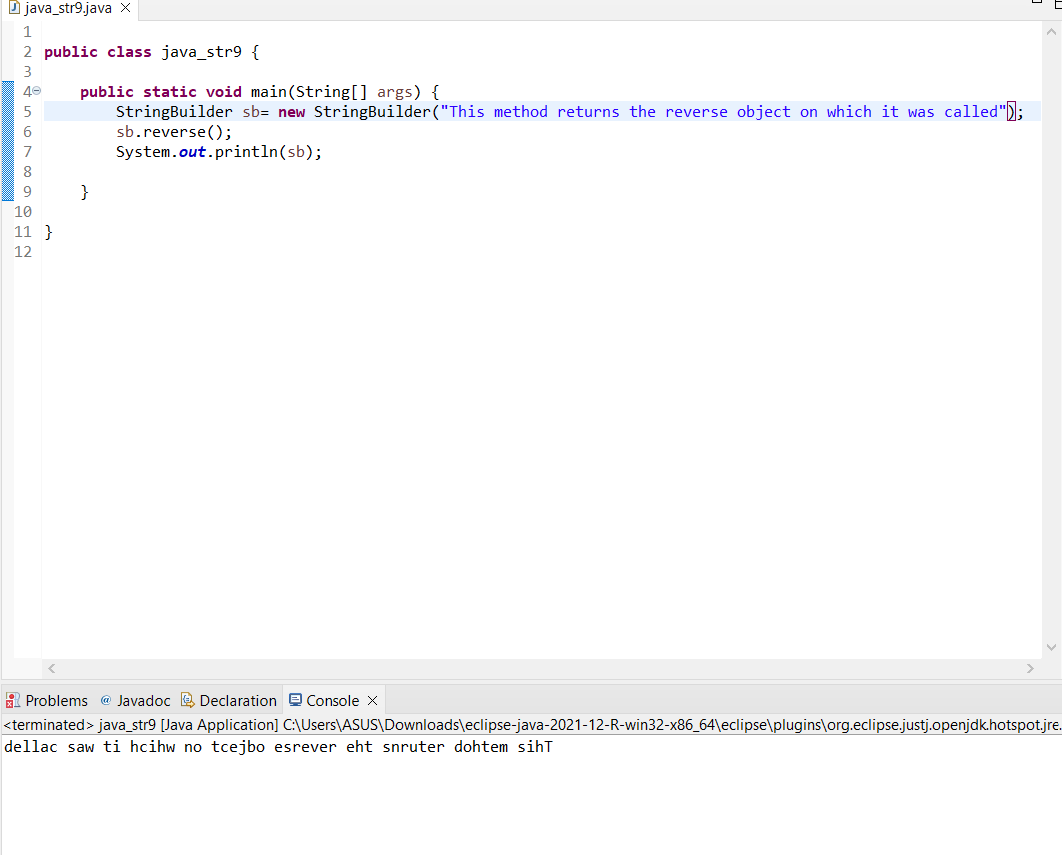 java_str9.java
1
2 public class java_str9 {
3
4 public static void main(String[] args) {
5 StringBuilder sb= new StringBuilder("This method returns the reverse object on which it was called");
6 sb.reverse();
7 System.out.println(sb);
8
9 }
10
11 }
12
Problems @ Javadoc Declaration Console
<terminated> java_str9 [Java Application] C:\Users\ASUS\Downloads\eclipse-java-2021-12-R-win32-x86_64\eclipse\plugins\org.eclipse.justj.openjdk.hotspot.jre.
dellac saw ti hcihw no tcejbo esrever eht snruter dohtem sihT